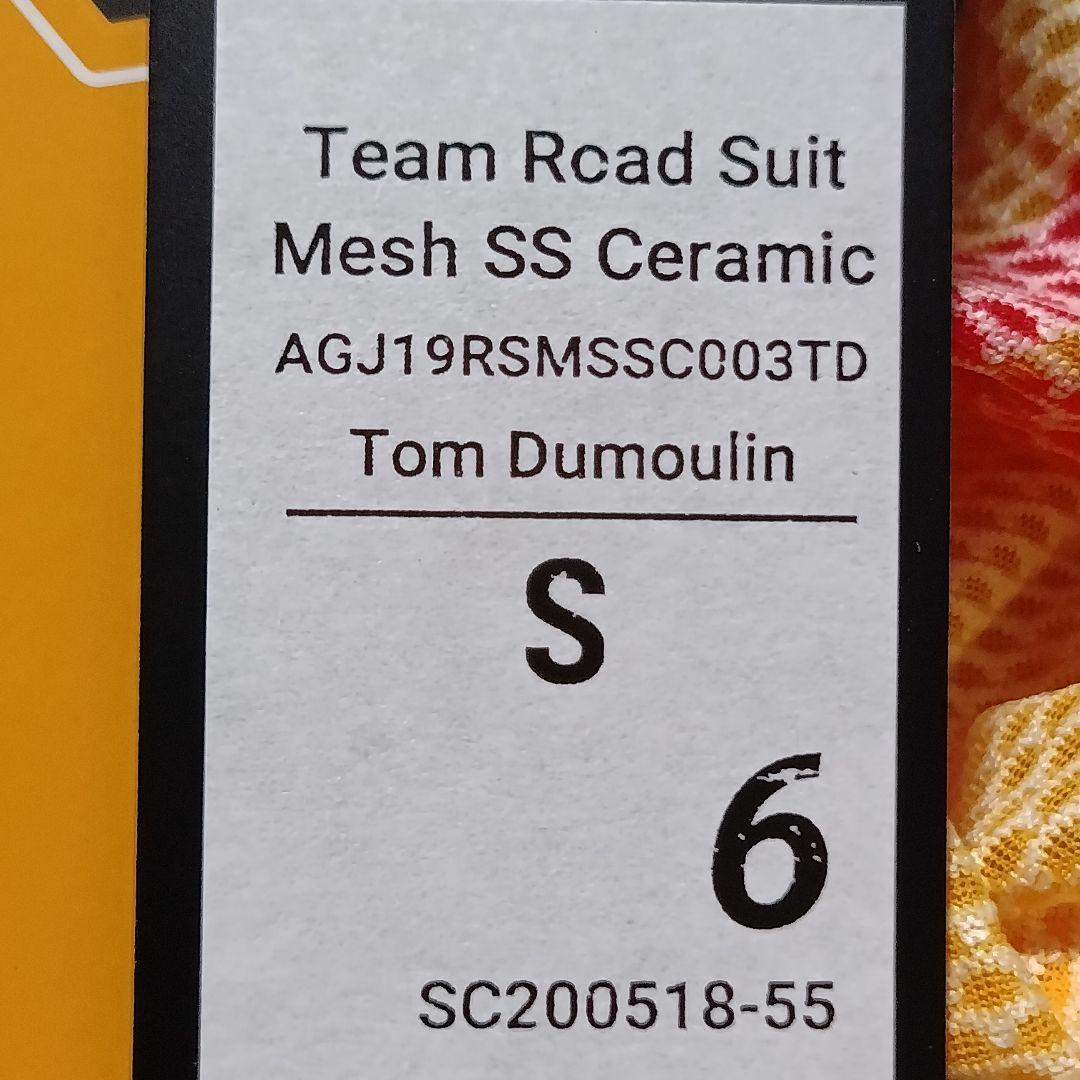 Team Road Suit
Mesh SS Ceramic
AGJ19RSMSSC003TD
Tom Dumoulin
S
6
SC200518-55